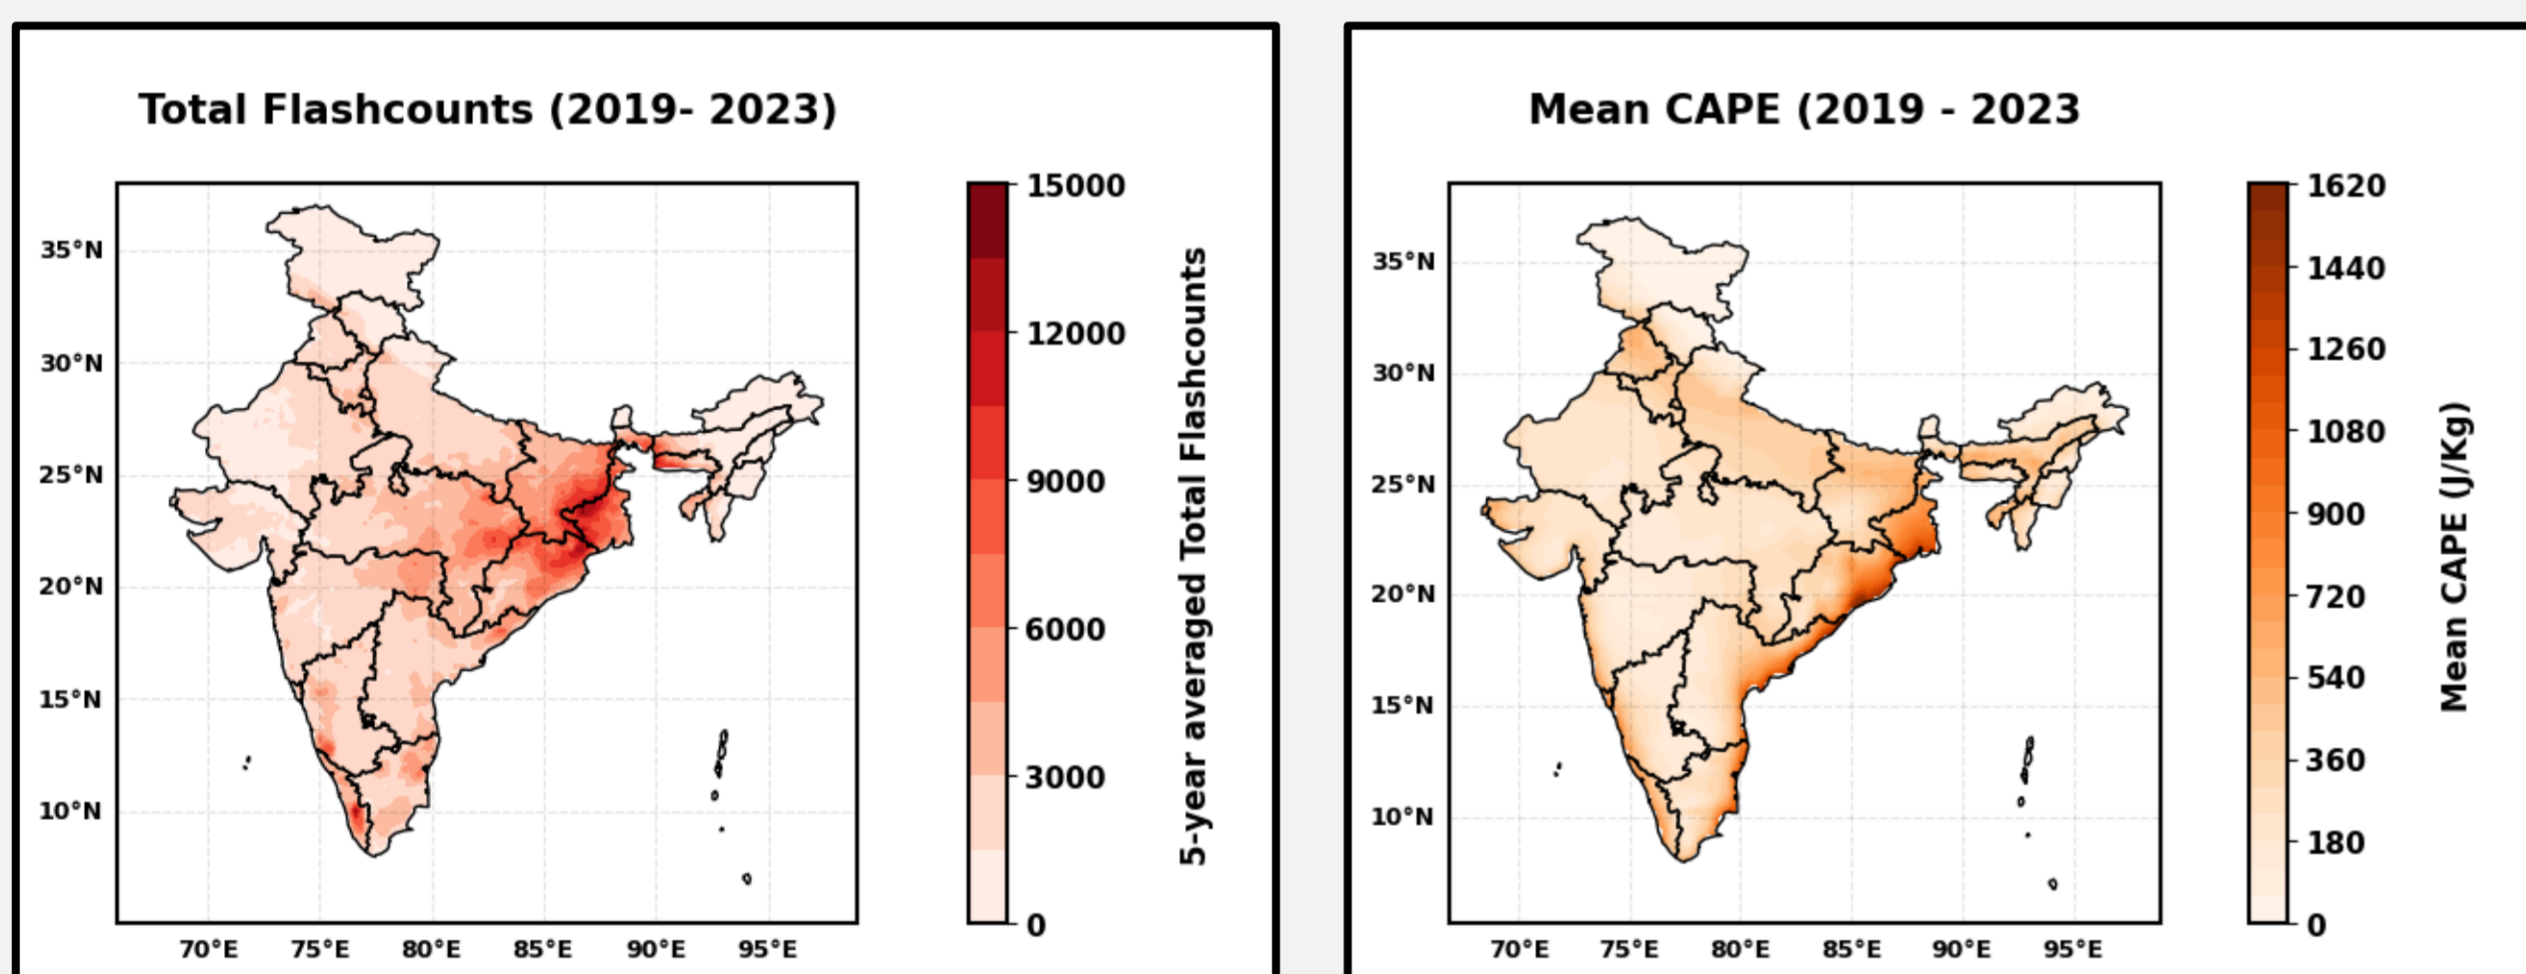 Total Flashcounts (2019- 2023)
35°N
30°N
25°N
20°N
15°N
10°N
70°E 75°E 80°E 85°E 90°E 95°E
15000
12000
9000
6000
3000
0
5-year averaged Total Flashcounts
Mean CAPE (2019 - 2023
35°N
30°N
25°N
20°N
15°N
10°N
70°E 75°E 80°E 85°E 90°E 95°E
1620
1440
1260
1080
900
720
540
360
180
0
Mean CAPE (J/Kg)